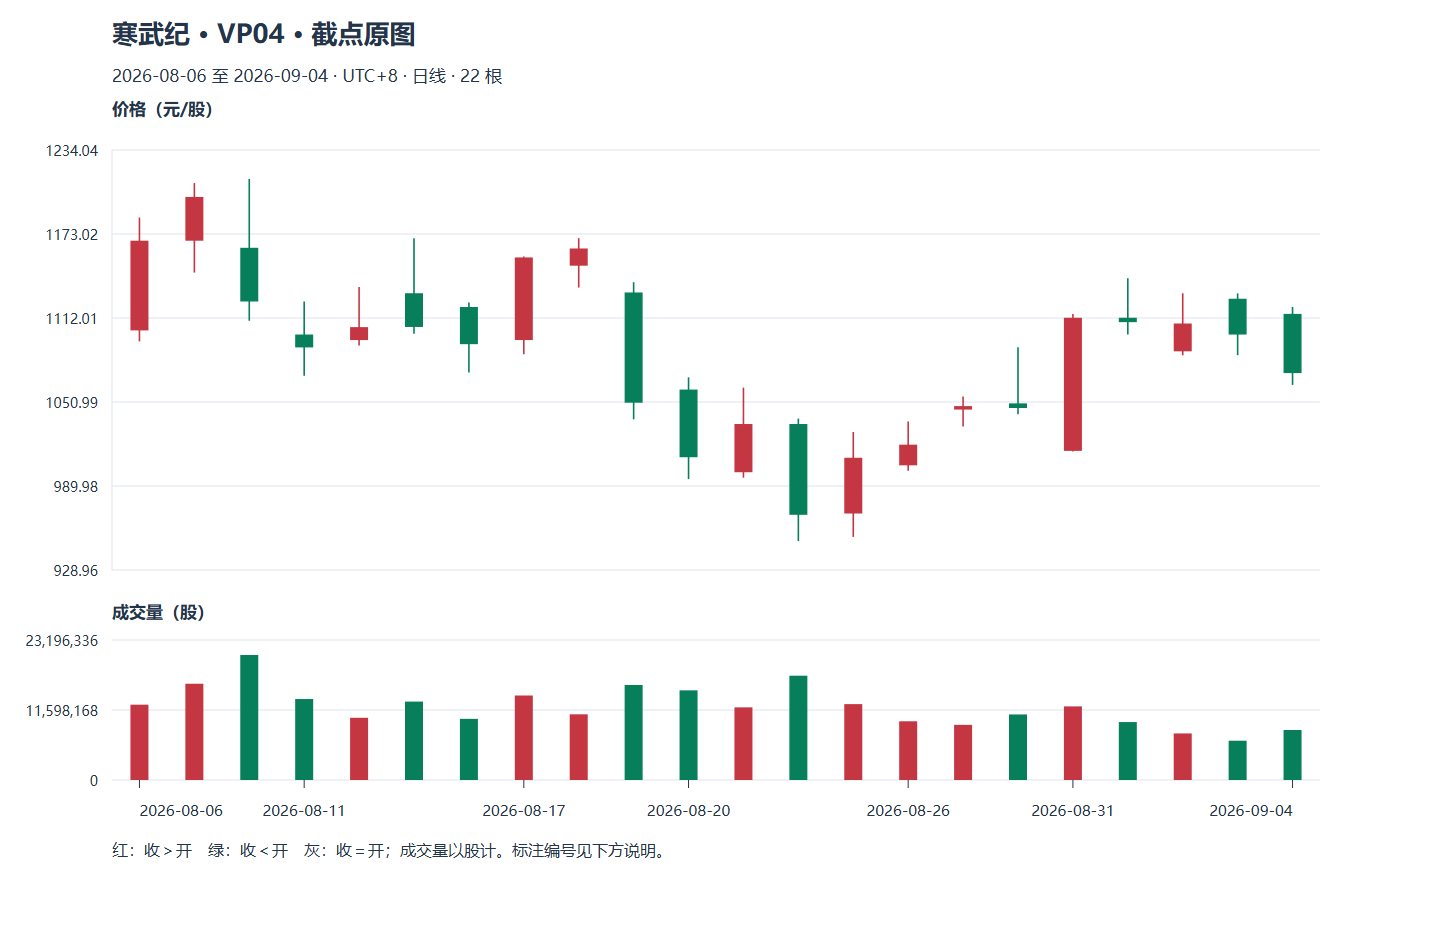 寒武纪 • VP04 • 截点原图
2026-08-06 至 2026-09-04 · UTC+8 · 日线 · 22 根
价格（元/股）
1234.04
1173.02
1112.01
1050.99
989.98
928.96
成交量（股）
23,196,336
11,598,168
0
2026-08-06 2026-08-11 2026-08-17 2026-08-20 2026-08-26 2026-08-31 2026-09-04
红：收 > 开 绿：收 < 开 灰：收 = 开；成交量以股计。标注编号见下方说明。